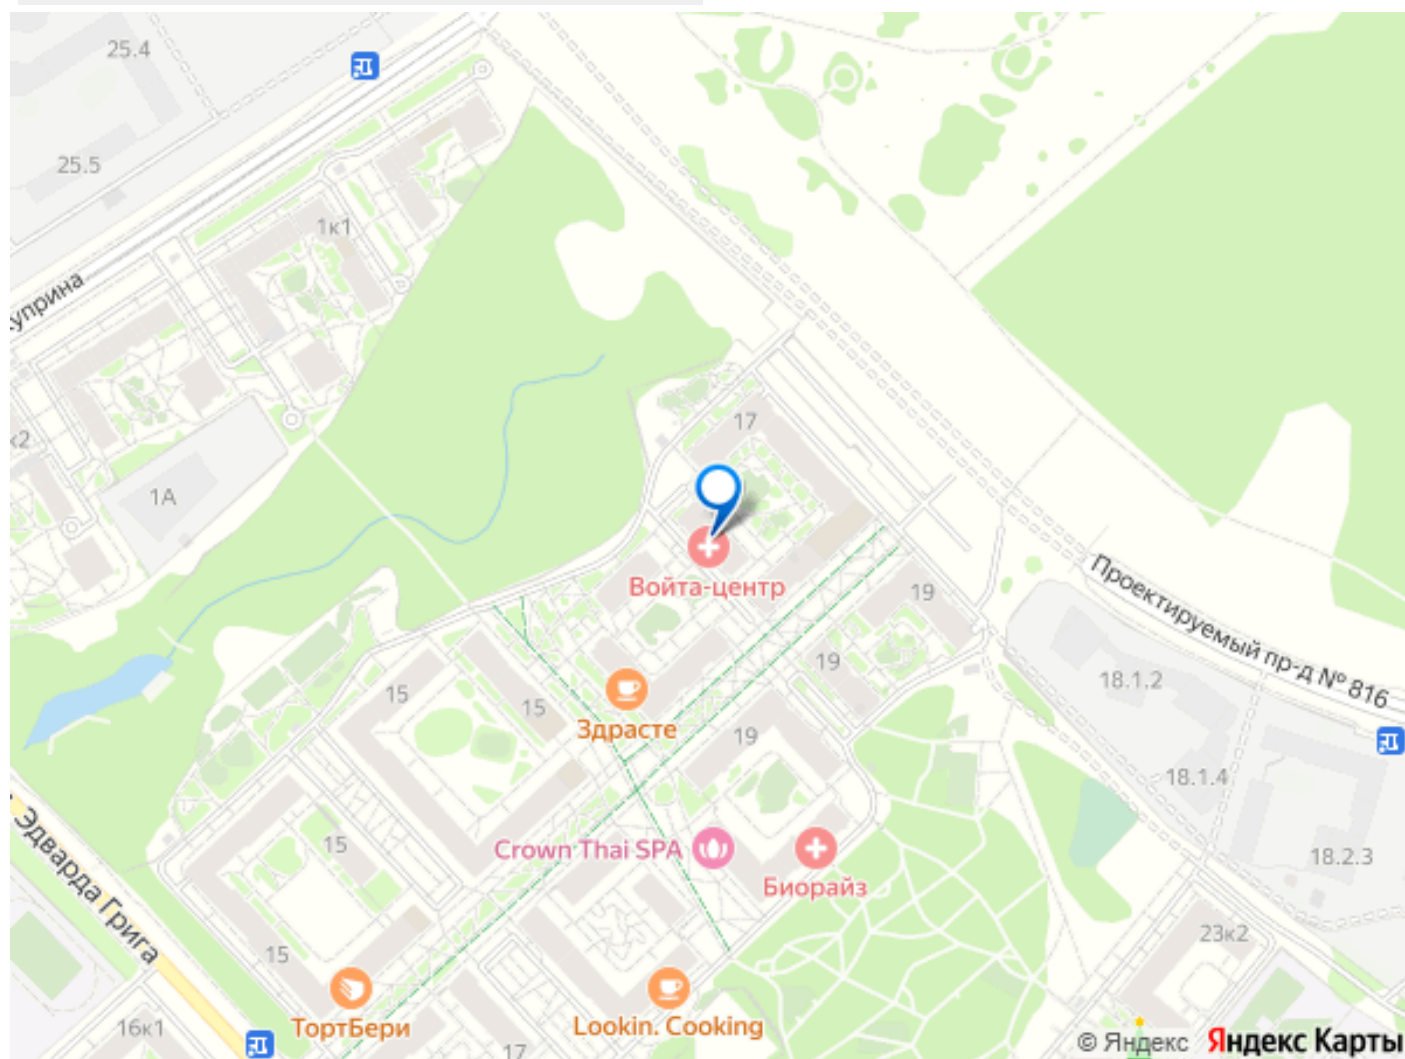 25.4
25.5
1к1
уприна
к2
1А
17
Войта-центр
19
Проектируемый пр-д № 816
19
18.1.2
15
15
Здрасте
19
18.1.4
Эдварда Грига
15
Crown Thai SPA
Биорайз
18.2.3
15
23к2
ТортБери
16к1
Lookin. Cooking
17
© Яндекс Яндекс Карты